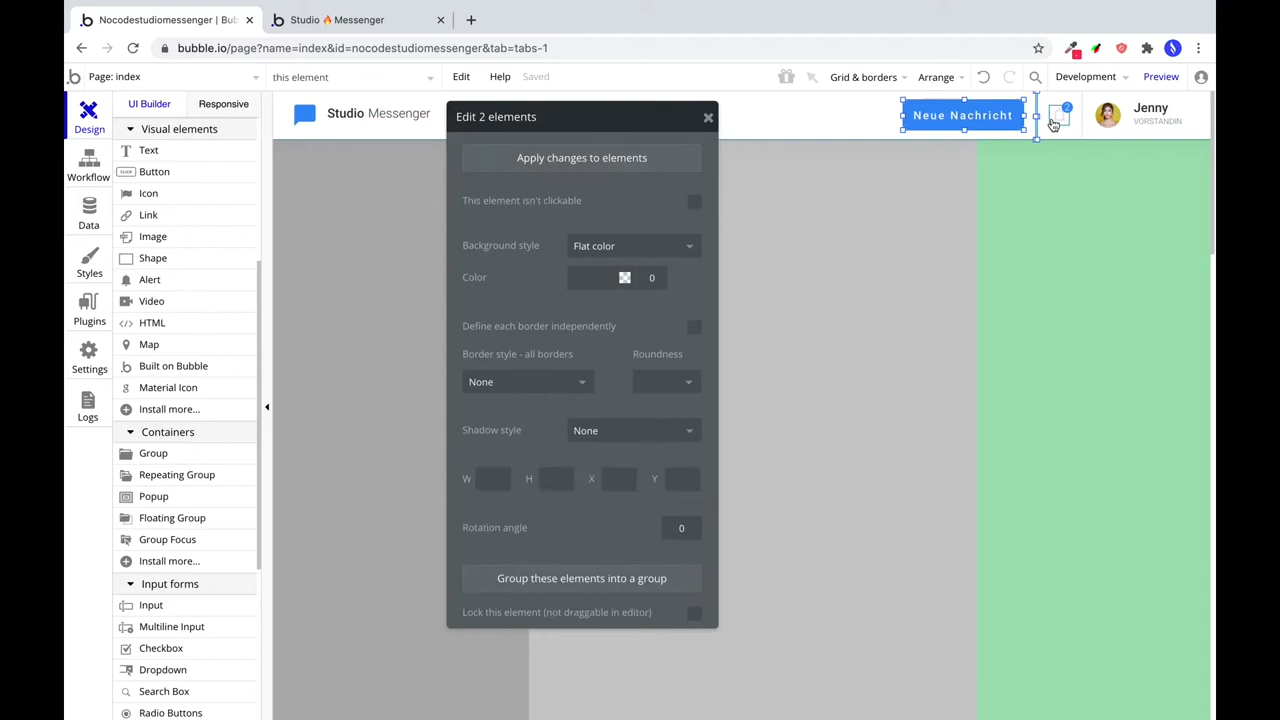 Nocodestudiomessenger | Bub
Studio 🔥 Messenger
bubble.io/page?name=index&id=nocodestudiomessenger&tab=tabs-1
Page: index
this element
Edit
Help
Saved
Grid & borders
Arrange
Development
Preview
Design
Workflow
Data
Styles
Plugins
Settings
Logs
UI Builder
Responsive
Visual elements
Text
CLICK
Button
Icon
Link
Image
Shape
Alert
Video
HTML
Map
Built on Bubble
Material Icon
Install more...
Containers
Group
Repeating Group
Popup
Floating Group
Group Focus
Install more...
Input forms
Input
Multiline Input
Checkbox
Dropdown
Search Box
Radio Buttons
Studio Messenger
Neue Nachricht
2
Jenny
VORSTANDIN
Edit 2 elements
Apply changes to elements
This element isn't clickable
Background style
Flat color
Color
0
Define each border independently
Border style - all borders
Roundness
None
Shadow style
None
W
H
X
Y
Rotation angle
0
Group these elements into a group
Lock this element (not draggable in editor)